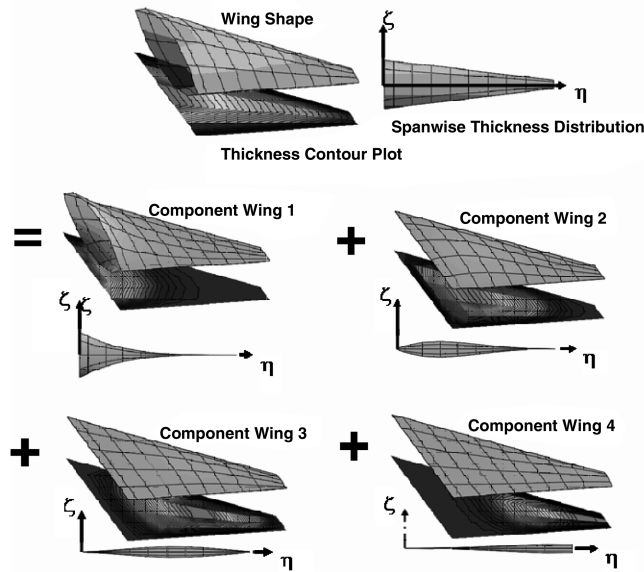 Wing Shape
ζ
η
Spanwise Thickness Distribution
Thickness Contour Plot
=
Component Wing 1
+
Component Wing 2
ζ ζ
η
ζ
η
+
Component Wing 3
+
Component Wing 4
ζ
η
ζ
η